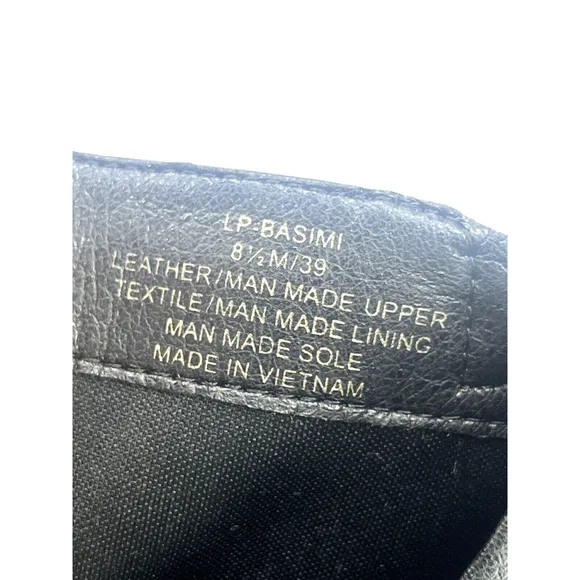 LP-BASIMI
8½M/39
LEATHER/MAN MADE UPPER
TEXTILE/MAN MADE LINING
MAN MADE SOLE
MADE IN VIETNAM